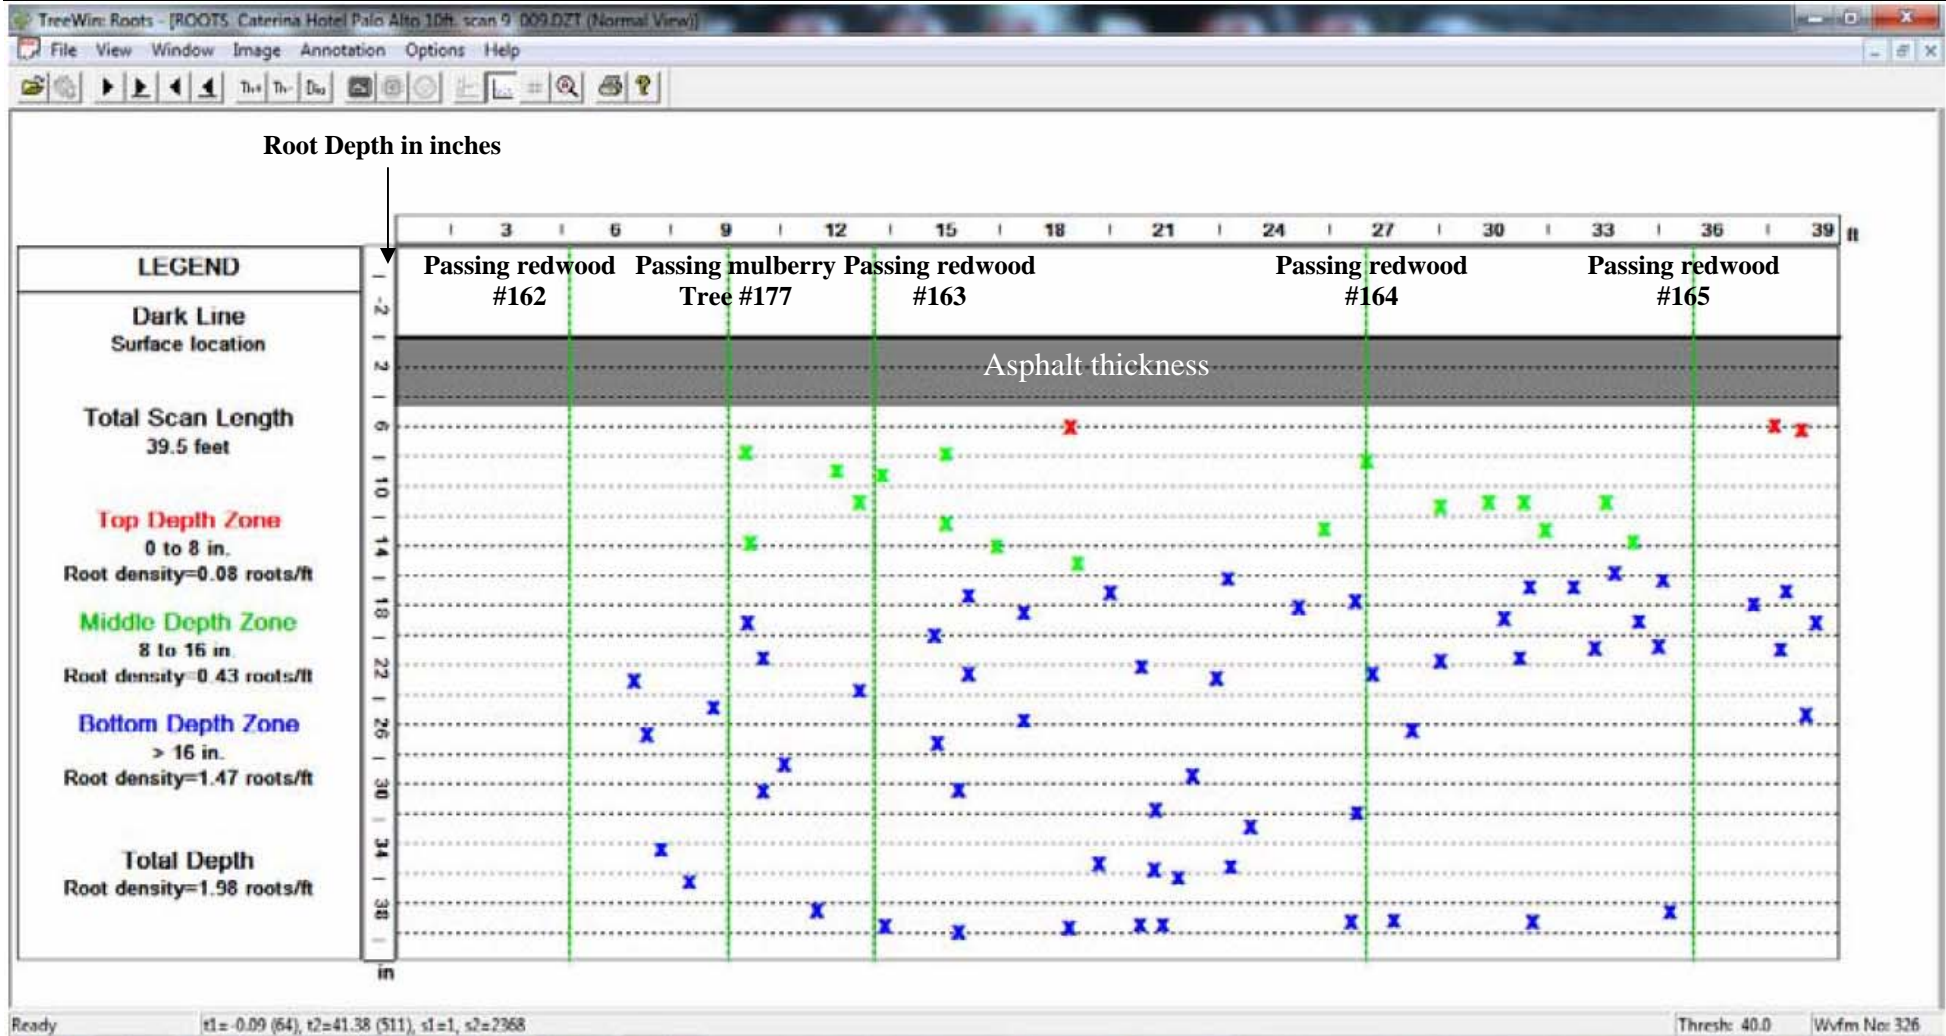 TreeWin: Roots - [ROOTS Caterina Hotel Palo Alto 10ft. scan 9 009.DZT (Normal View)]
File View Window Image Annotation Options Help
Th+ Th-
Root Depth in inches
3 6 9 12 15 18 21 24 27 30 33 36 39 ft
LEGEND
Dark Line
Surface location
Total Scan Length
39.5 feet
Top Depth Zone
0 to 8 in.
Root density=0.08 roots/ft
Middle Depth Zone
8 to 16 in.
Root density=0.43 roots/ft
Bottom Depth Zone
> 16 in.
Root density=1.47 roots/ft
Total Depth
Root density=1.98 roots/ft
-2
2
6
10
14
18
22
26
30
34
38
in
Passing redwood
#162
Passing mulberry
Tree #177
Passing redwood
#163
Passing redwood
#164
Passing redwood
#165
Asphalt thickness
Ready t1=-0.09 (64), t2=41.38 (511), s1=1, s2=2368 Thresh: 40.0 Wvfm No: 326